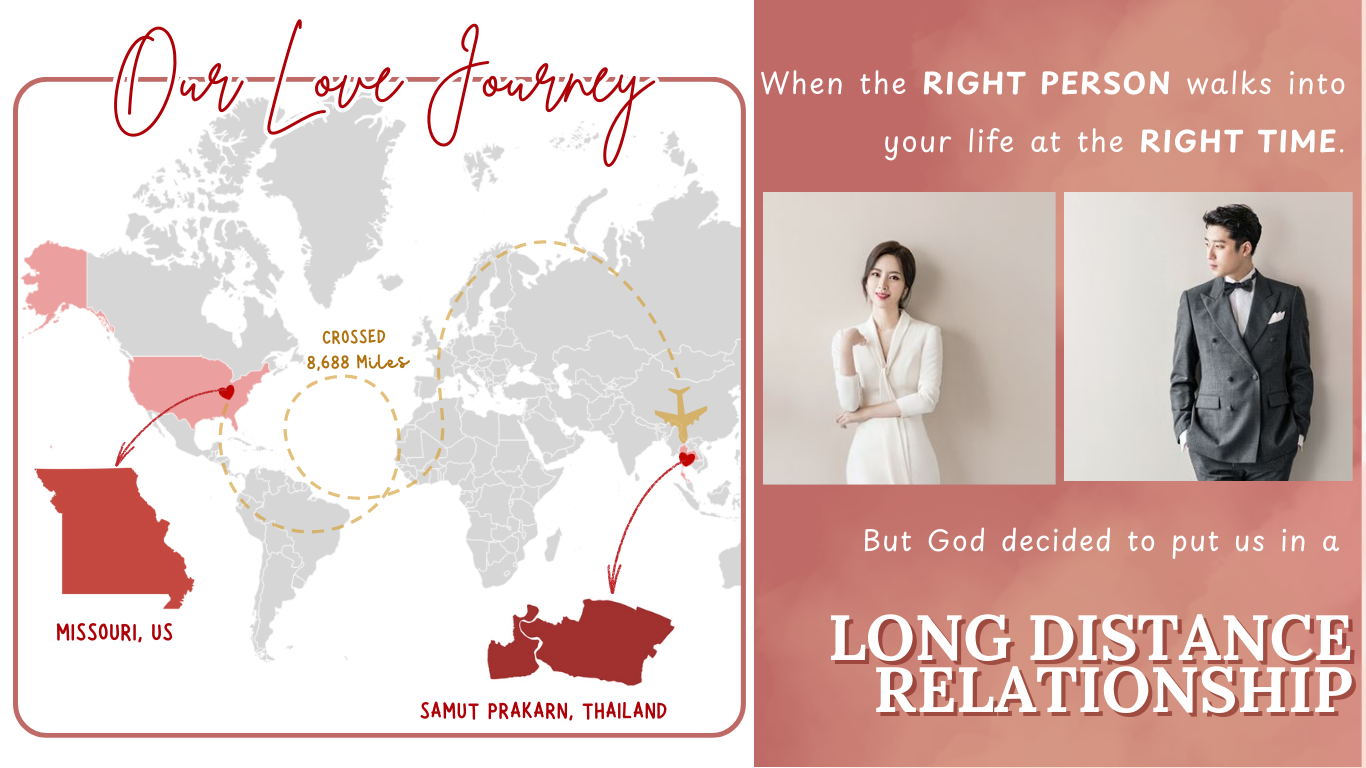 Our Love Journey
CROSSED
8,688 Miles
MISSOURI, US
SAMUT PRAKARN, THAILAND
When the RIGHT PERSON walks into
your life at the RIGHT TIME.
But God decided to put us in a
LONG DISTANCE
RELATIONSHIP